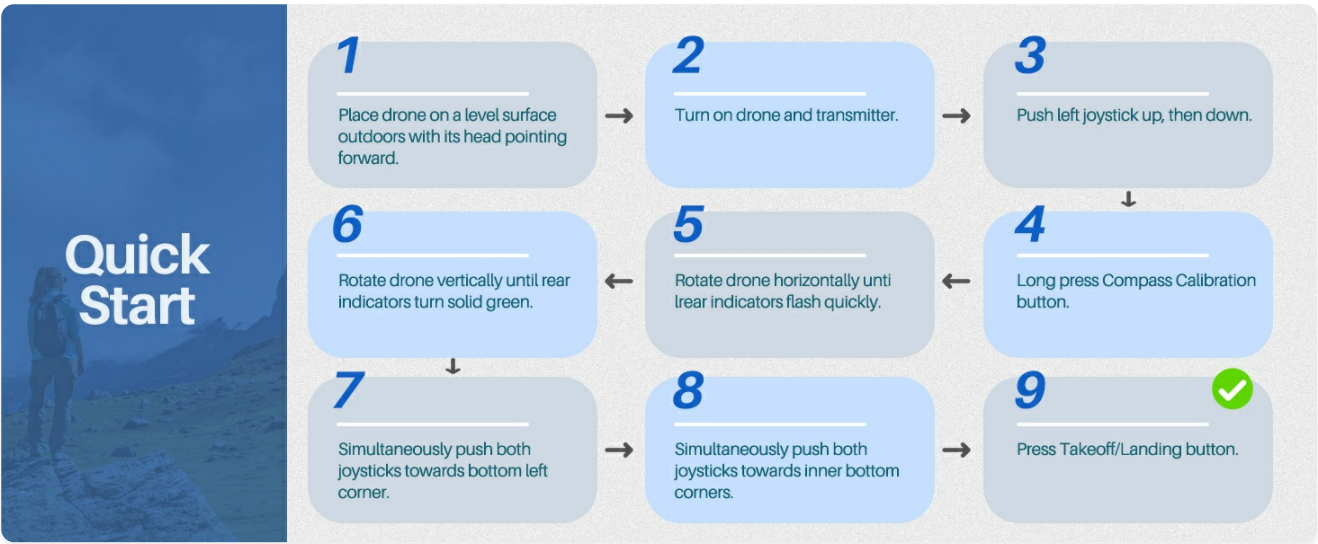 Quick
Start
1
Place drone on a level surface
outdoors with its head pointing
forward.
2
Turn on drone and transmitter.
3
Push left joystick up, then down.
4
Long press Compass Calibration
button.
5
Rotate drone horizontally unti
lrear indicators flash quickly.
6
Rotate drone vertically until rear
indicators turn solid green.
7
Simultaneously push both
joysticks towards bottom left
corner.
8
Simultaneously push both
joysticks towards inner bottom
corners.
9
Press Takeoff/Landing button.